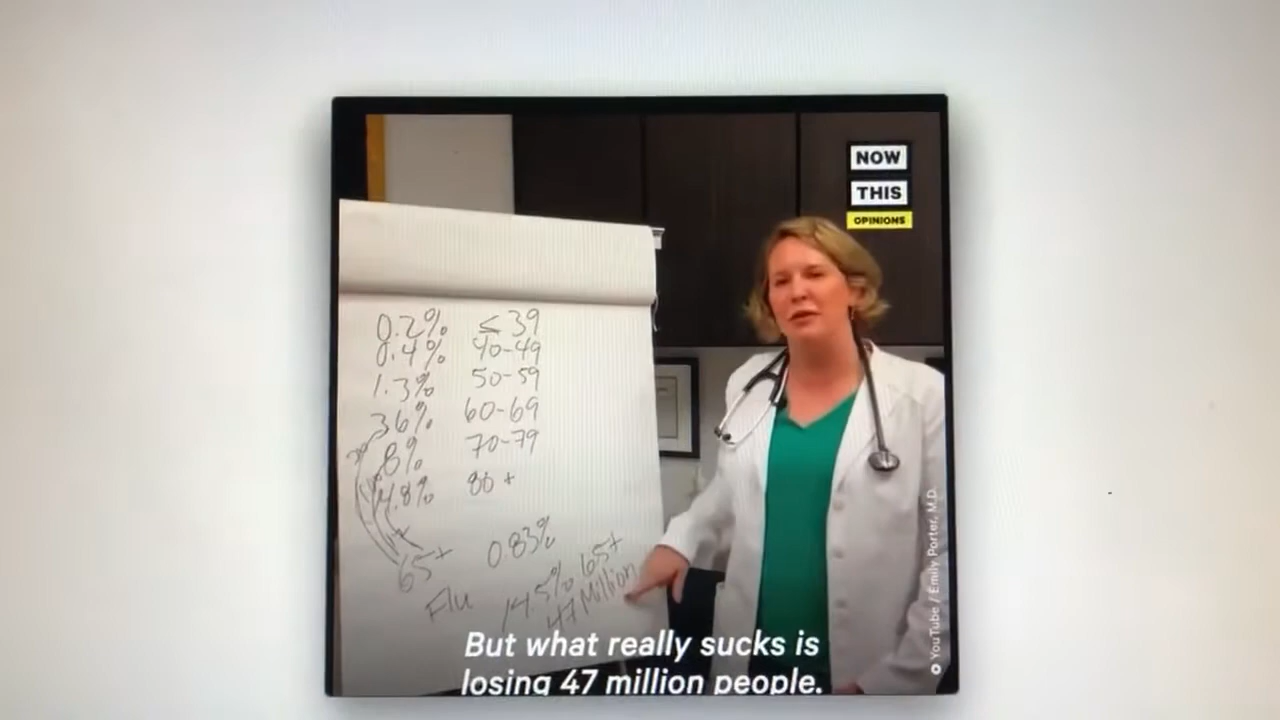 NOW
THIS
OPINIONS
0.2% ≤39
0.4% 40-49
1.3% 50-59
36% 60-69
8% 70-79
14.8% 80+
65+ 0.83%
Flu 14.5% 65+
47 Million
But what really sucks is
losing 47 million people.
YouTube / Emily Porter, M.D.